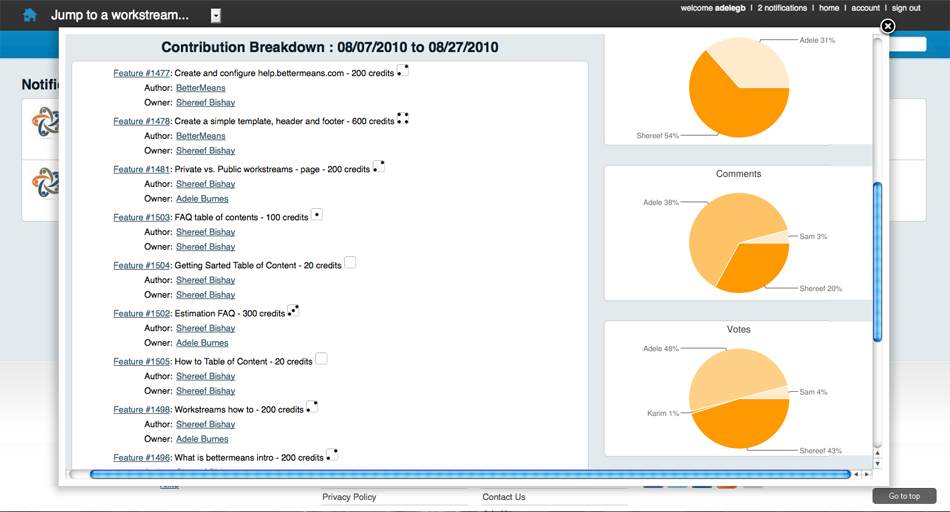 Jump to a workstream...
welcome adelegb | 2 notifications | home | account | sign out
Contribution Breakdown : 08/07/2010 to 08/27/2010
Notifi
Feature #1477: Create and configure help.bettermeans.com - 200 credits
Author: BetterMeans
Owner: Shereef Bishay
Feature #1478: Create a simple template, header and footer - 600 credits
Author: BetterMeans
Owner: Shereef Bishay
Feature #1481: Private vs. Public workstreams - page - 200 credits
Author: Shereef Bishay
Owner: Adele Burnes
Feature #1503: FAQ table of contents - 100 credits
Author: Shereef Bishay
Owner: Shereef Bishay
Feature #1504: Getting Sarted Table of Content - 20 credits
Author: Shereef Bishay
Owner: Shereef Bishay
Feature #1502: Estimation FAQ - 300 credits
Author: Shereef Bishay
Owner: Adele Burnes
Feature #1505: How to Table of Content - 20 credits
Author: Shereef Bishay
Owner: Shereef Bishay
Feature #1498: Workstreams how to - 200 credits
Author: Shereef Bishay
Owner: Adele Burnes
Feature #1496: What is bettermeans intro - 200 credits
Adele 31%
Shereef 54%
Comments
Adele 38%
Sam 3%
Shereef 20%
Votes
Adele 48%
Sam 4%
Karim 1%
Shereef 43%
Privacy Policy
Contact Us
Go to top